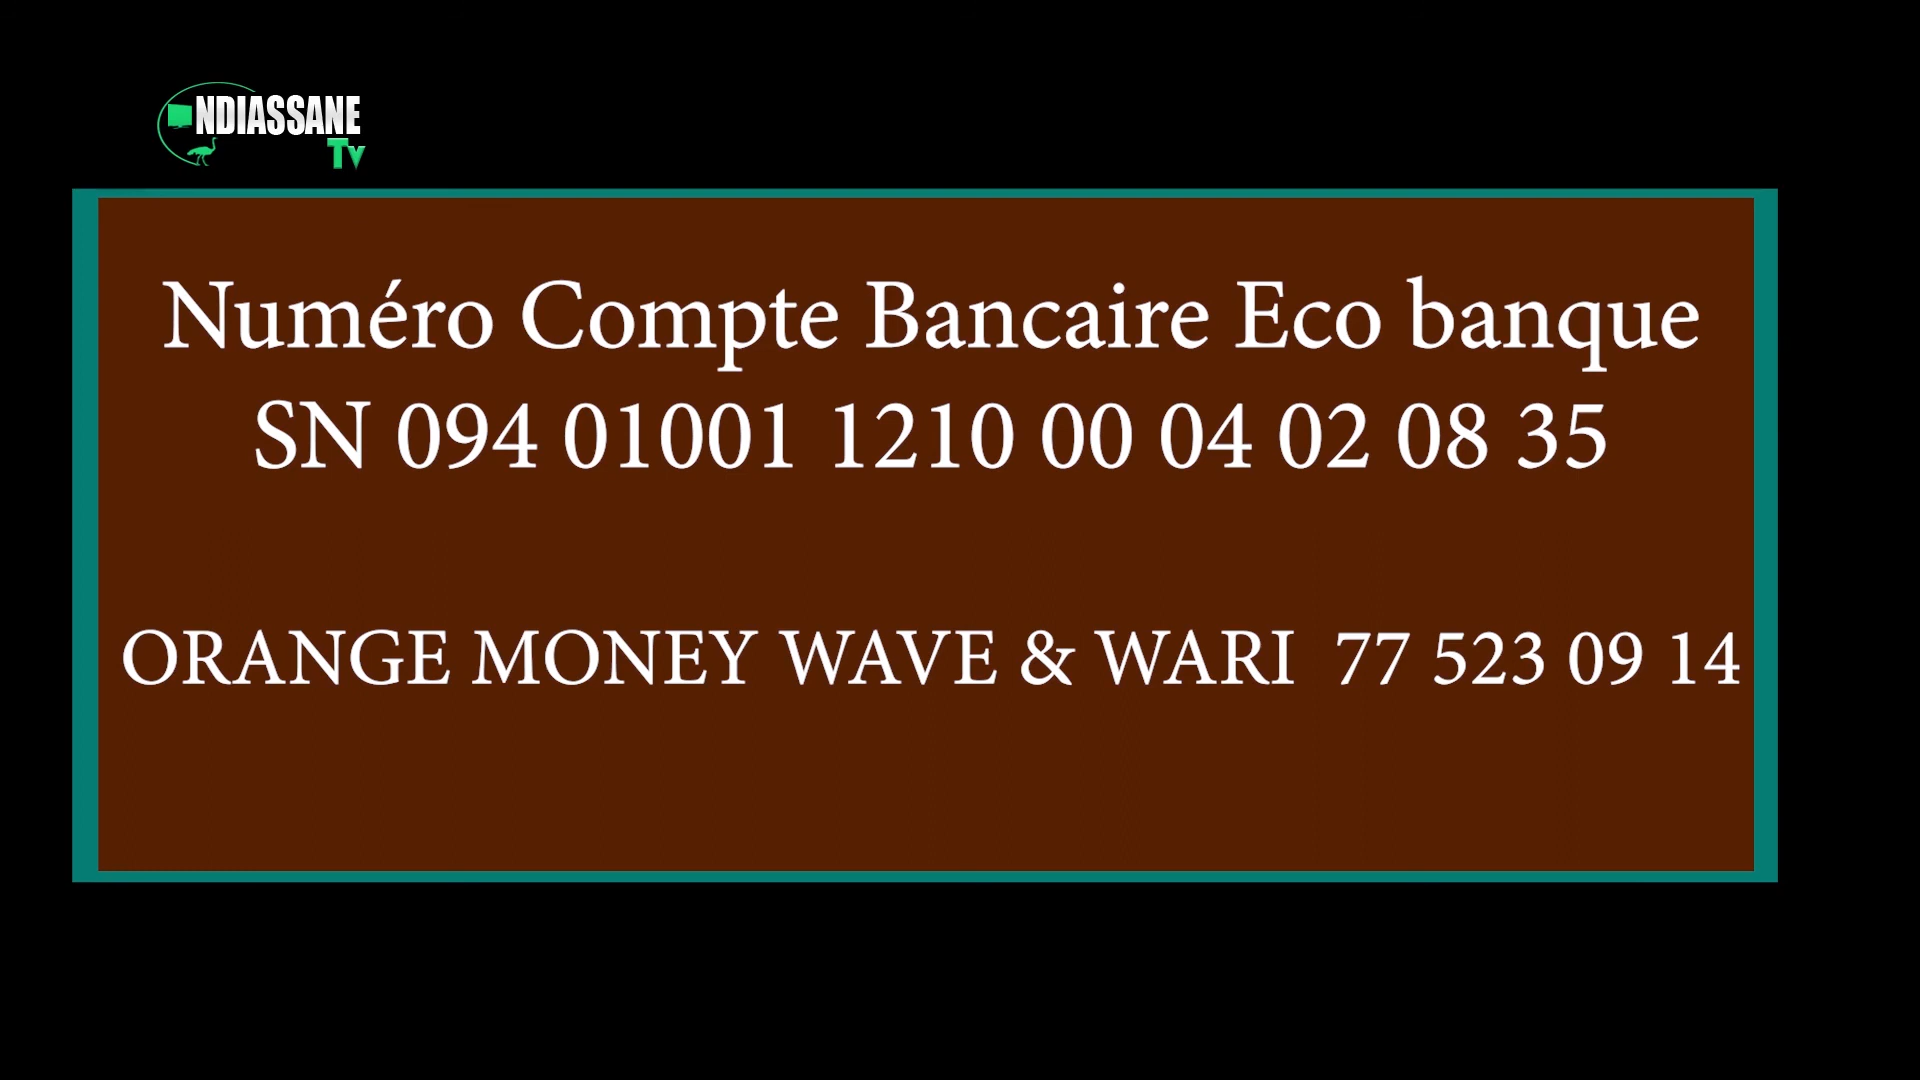 NDIASSANE
Tv
Numéro Compte Bancaire Eco banque
SN 094 01001 1210 00 04 02 08 35
ORANGE MONEY WAVE & WARI 77 523 09 14